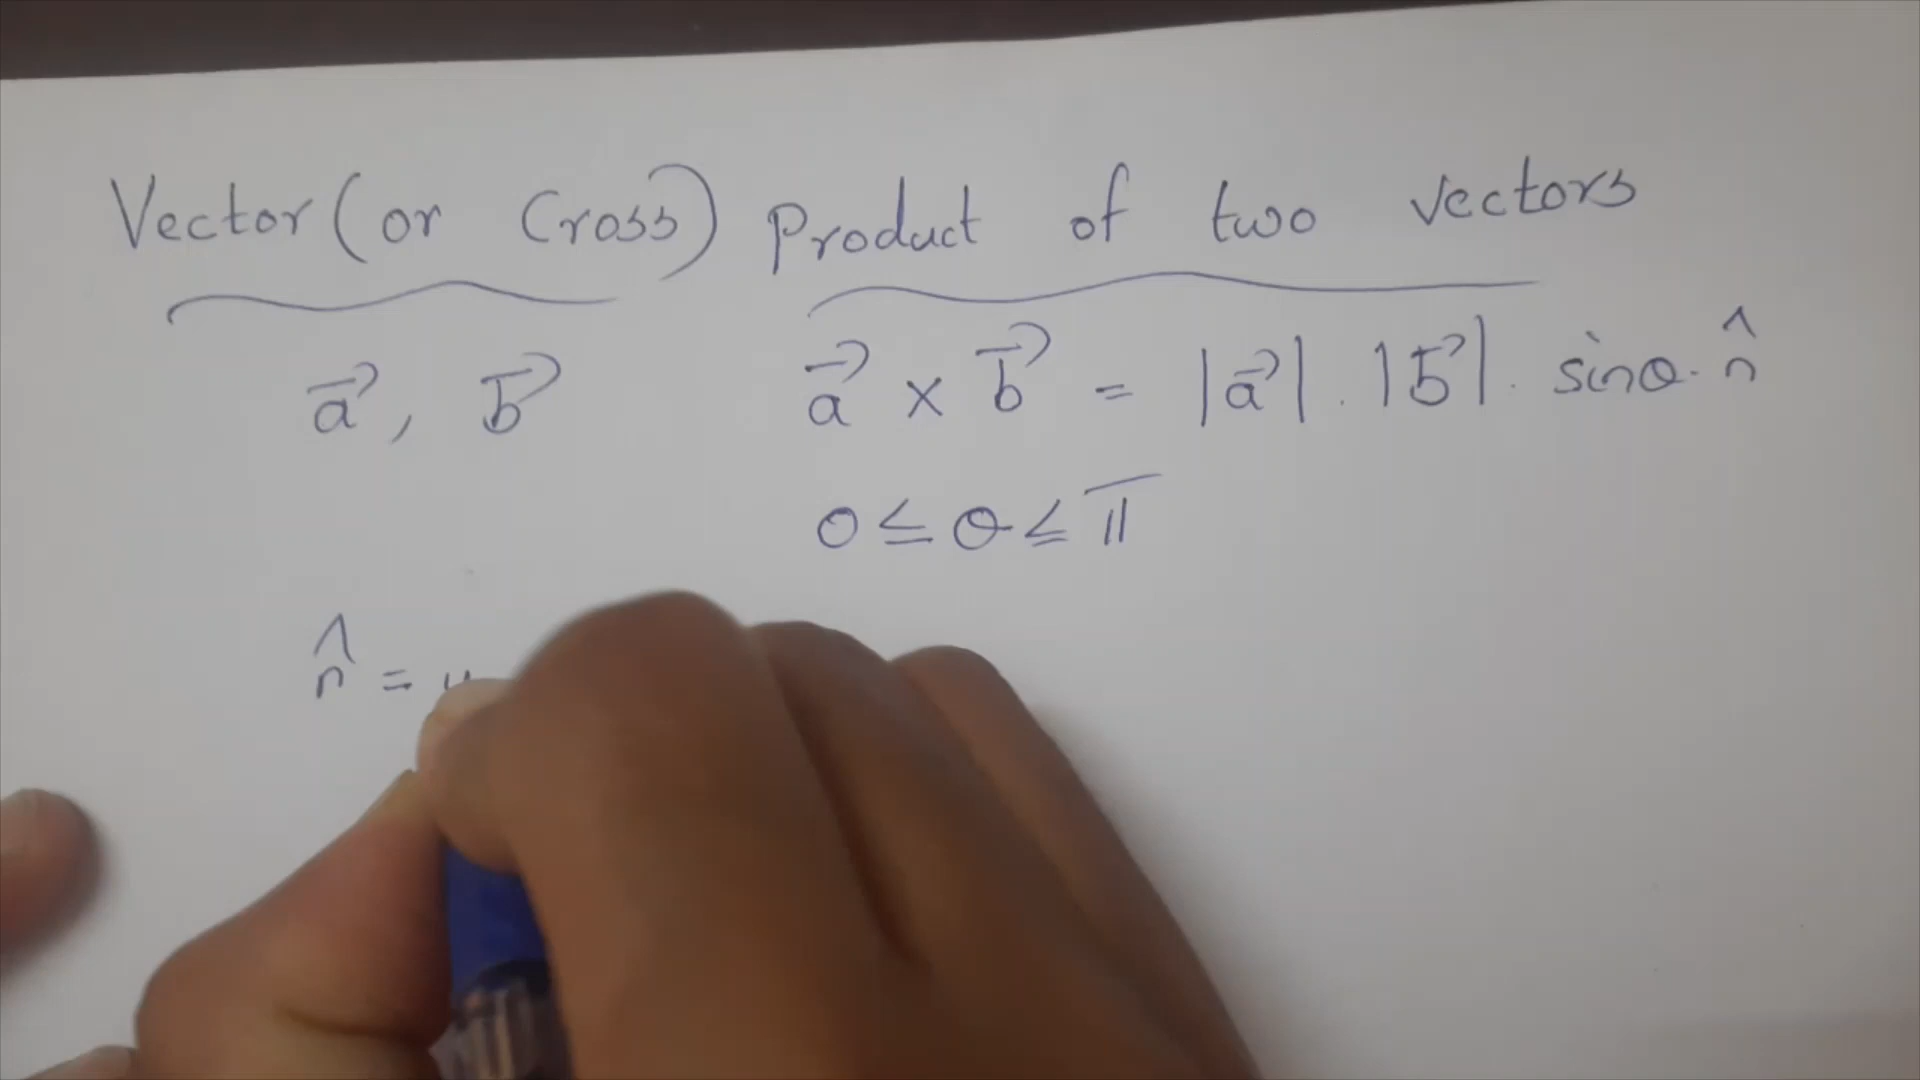 Vector (or Cross) Product of two vectors
a⃗, b⃗
a⃗ × b⃗ = |a⃗| . |b⃗| . sinθ . n̂
0 ≤ θ ≤ π
n̂ =